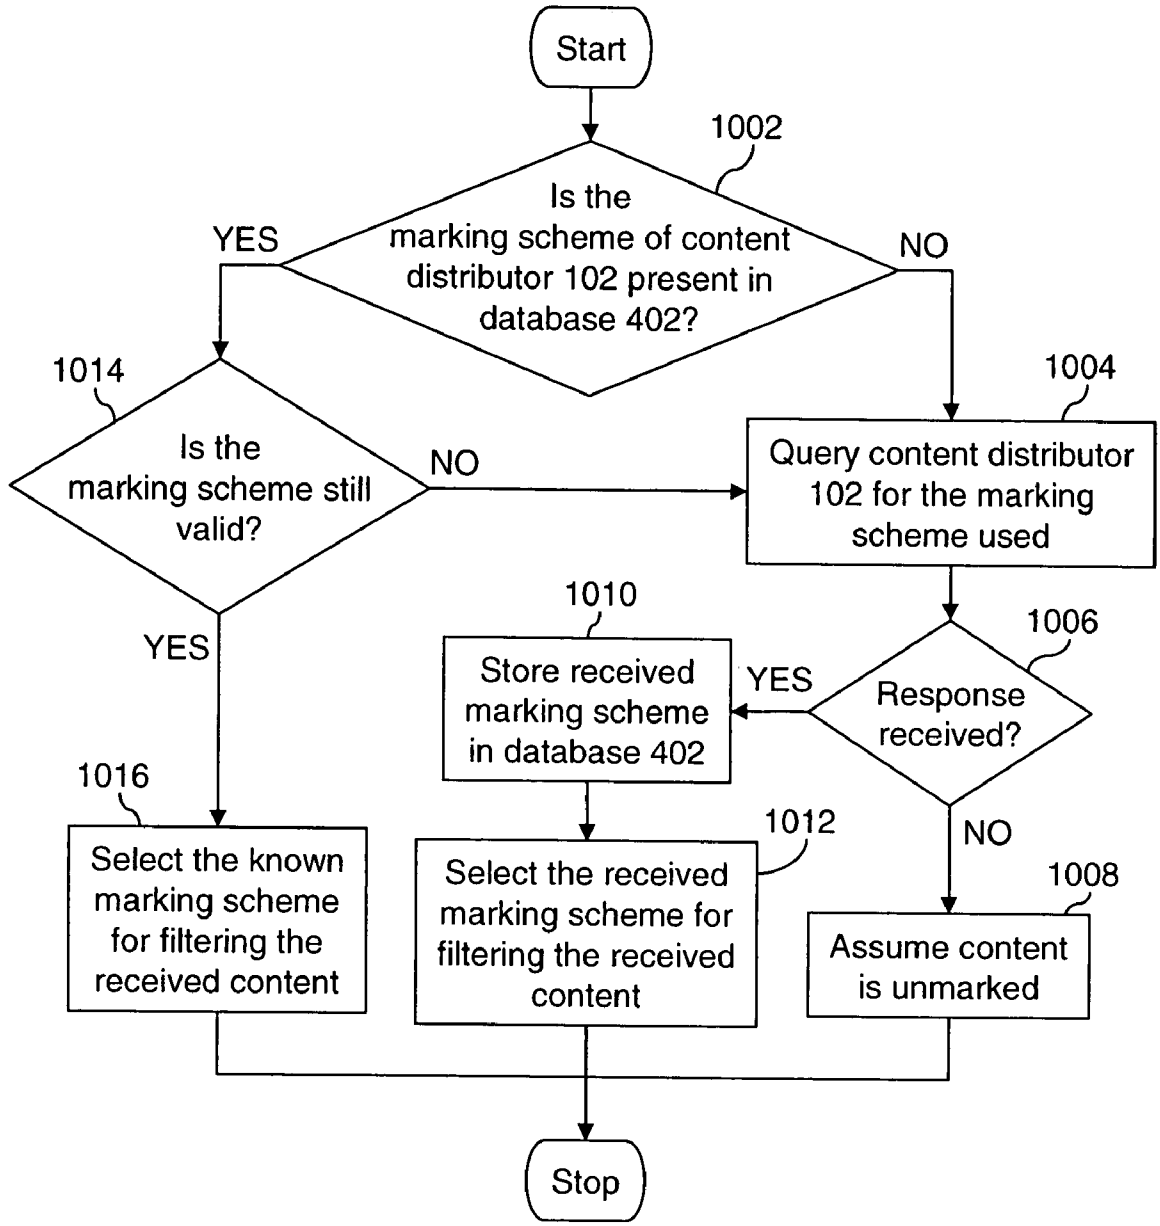 Start
1002
Is the
marking scheme of content
distributor 102 present in
database 402?
YES
NO
1014
Is the
marking scheme still
valid?
NO
YES
1004
Query content distributor
102 for the marking
scheme used
1006
Response
received?
YES
NO
1010
Store received
marking scheme
in database 402
1016
Select the known
marking scheme
for filtering the
received content
1012
Select the received
marking scheme for
filtering the received
content
1008
Assume content
is unmarked
Stop